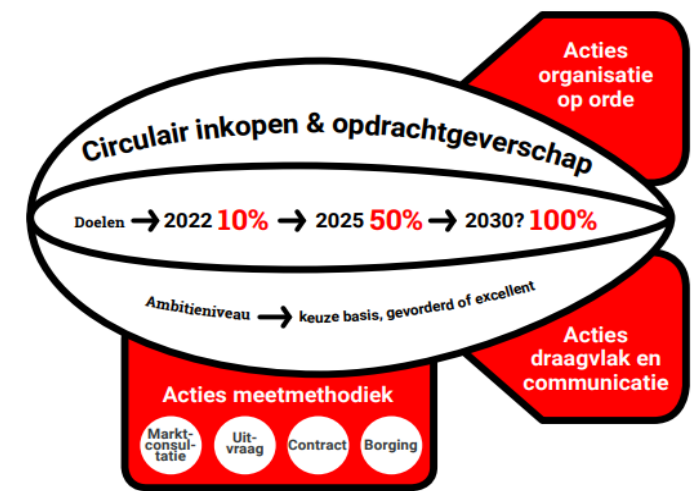 Acties
organisatie
op orde
Circulair inkopen & opdrachtgeverschap
Doelen → 2022 10% → 2025 50% → 2030? 100%
Ambitieniveau → keuze basis, gevorderd of excellent
Acties
draagvlak en
communicatie
Acties meetmethodiek
Markt-
consul-
tatie
Uit-
vraag
Contract
Borging